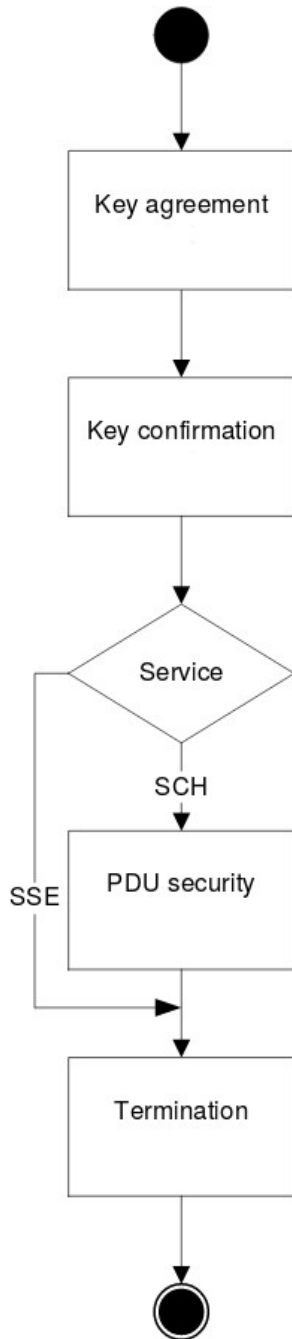 Key agreement
Key confirmation
Service
SCH
PDU security
SSE
Termination